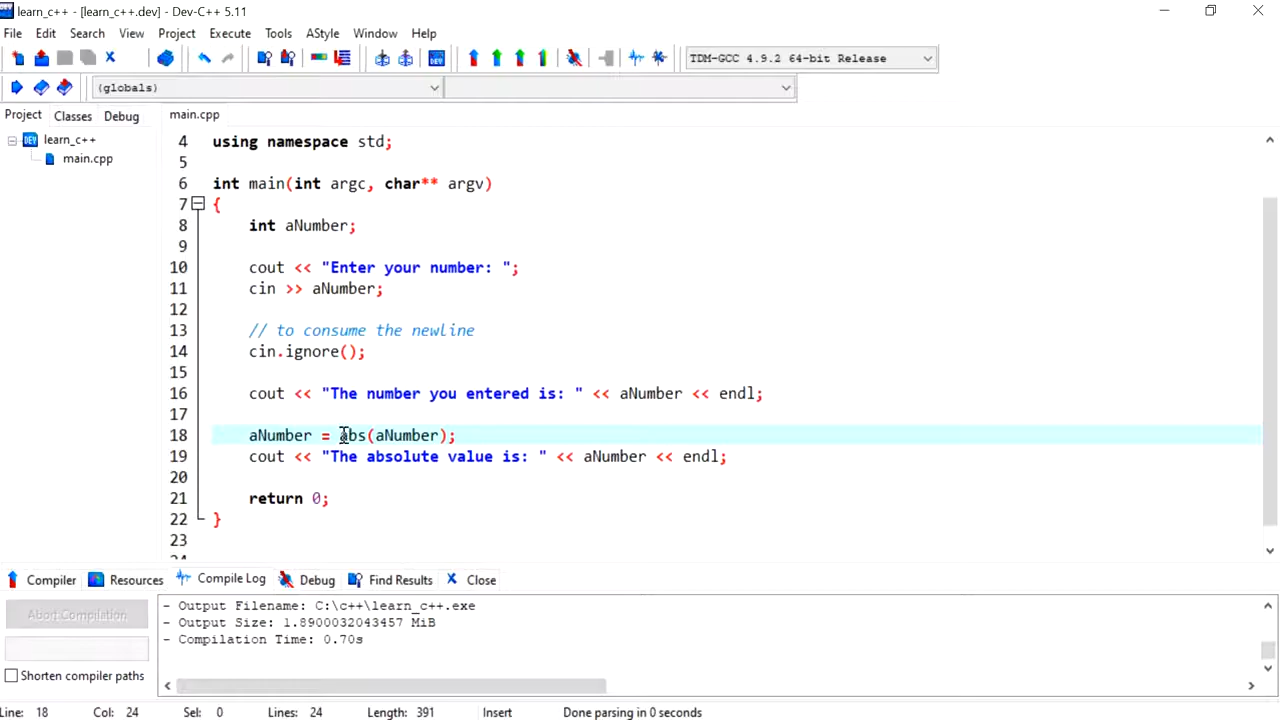 learn_c++ - [learn_c++.dev] - Dev-C++ 5.11
File Edit Search View Project Execute Tools AStyle Window Help
DEV TDM-GCC 4.9.2 64-bit Release
(globals)
Project Classes Debug main.cpp
DEV learn_c++
main.cpp
4 using namespace std;
5
6 int main(int argc, char** argv)
7 {
8 int aNumber;
9
10 cout << "Enter your number: ";
11 cin >> aNumber;
12
13 // to consume the newline
14 cin.ignore();
15
16 cout << "The number you entered is: " << aNumber << endl;
17
18 aNumber = abs(aNumber);
19 cout << "The absolute value is: " << aNumber << endl;
20
21 return 0;
22 }
23
Compiler Resources Compile Log Debug Find Results Close
Abort Compilation
Shorten compiler paths
- Output Filename: C:\c++\learn_c++.exe
- Output Size: 1.8900032043457 MiB
- Compilation Time: 0.70s
Line: 18 Col: 24 Sel: 0 Lines: 24 Length: 391 Insert Done parsing in 0 seconds